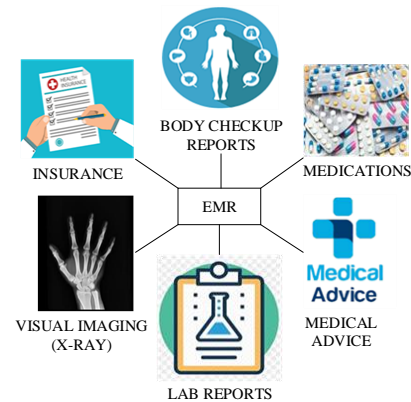 HEALTH
INSURANCE
BODY CHECKUP
REPORTS
INSURANCE
MEDICATIONS
EMR
Medical
Advice
VISUAL IMAGING
(X-RAY)
MEDICAL
ADVICE
LAB REPORTS